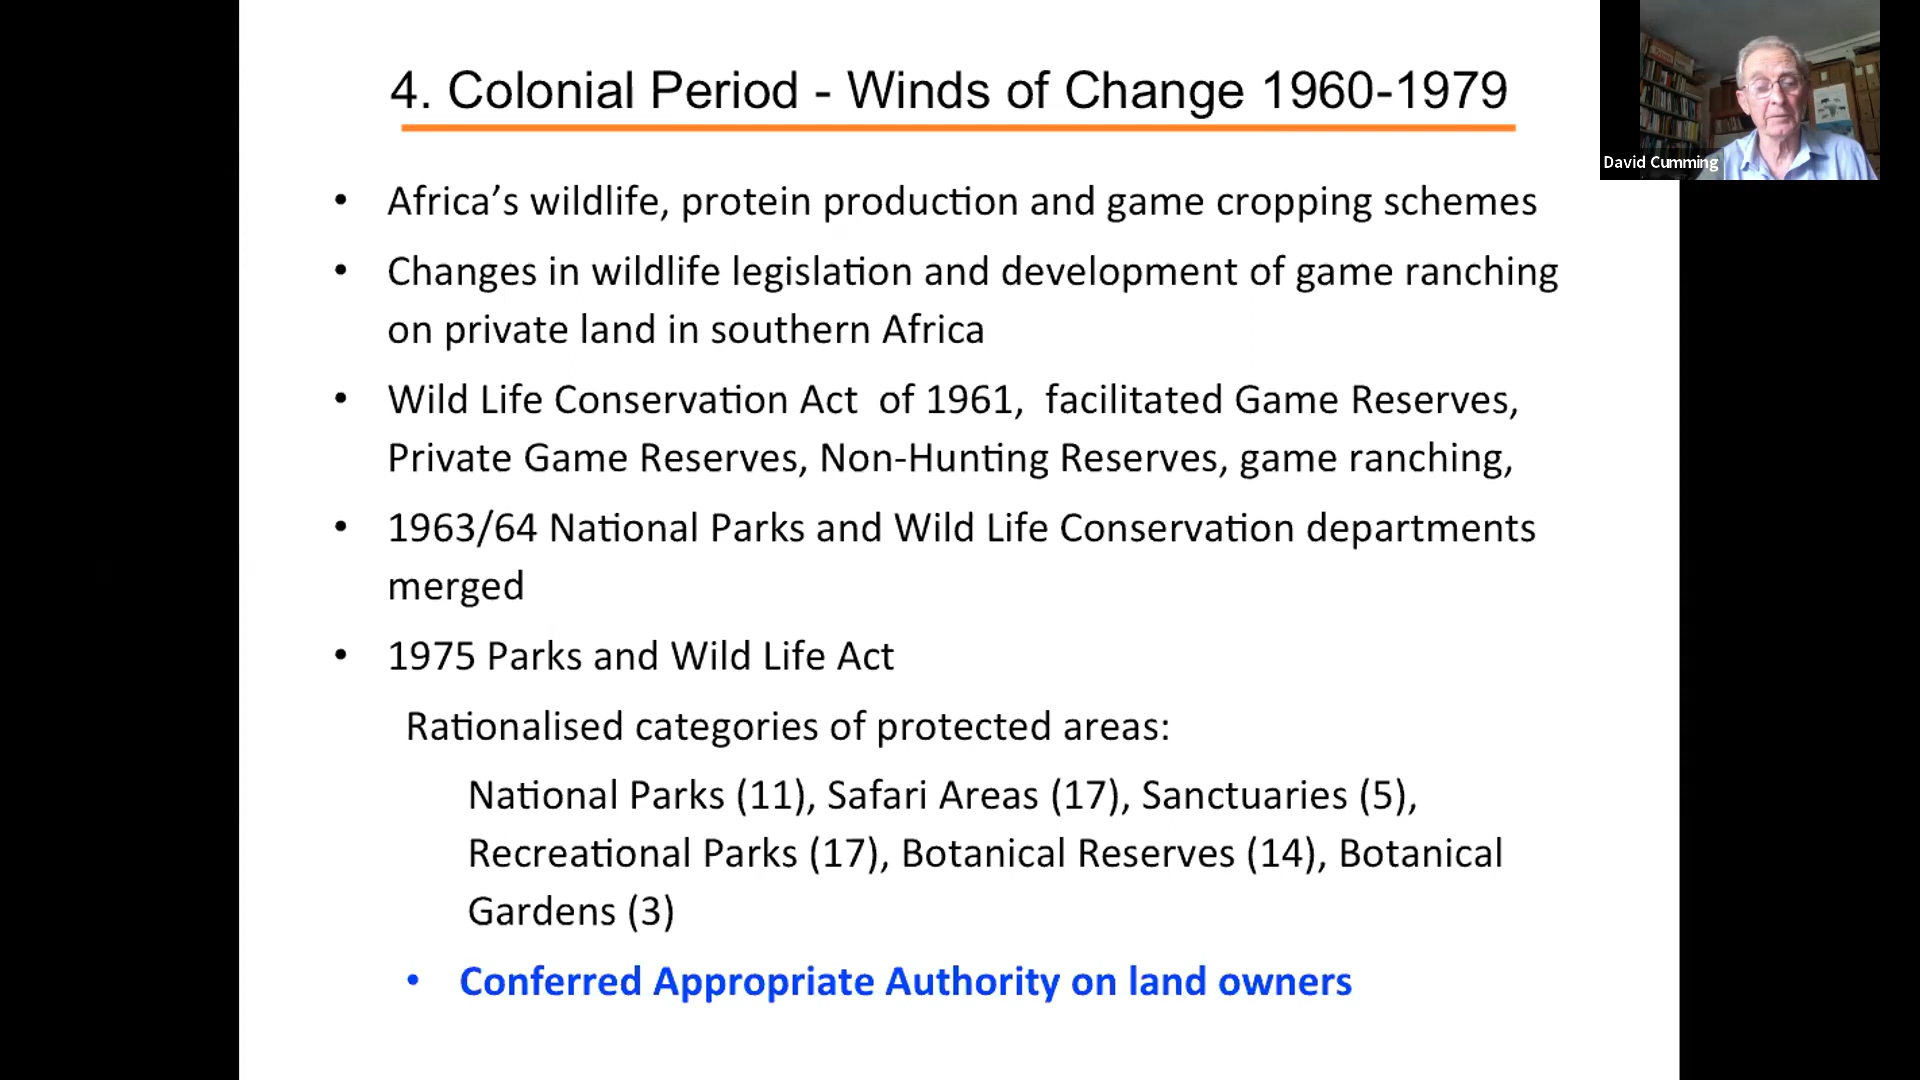 4. Colonial Period - Winds of Change 1960-1979
David Cumming
• Africa’s wildlife, protein production and game cropping schemes
• Changes in wildlife legislation and development of game ranching
on private land in southern Africa
• Wild Life Conservation Act  of 1961,  facilitated Game Reserves,
Private Game Reserves, Non-Hunting Reserves, game ranching,
• 1963/64 National Parks and Wild Life Conservation departments
merged
• 1975 Parks and Wild Life Act
Rationalised categories of protected areas:
National Parks (11), Safari Areas (17), Sanctuaries (5),
Recreational Parks (17), Botanical Reserves (14), Botanical
Gardens (3)
• Conferred Appropriate Authority on land owners